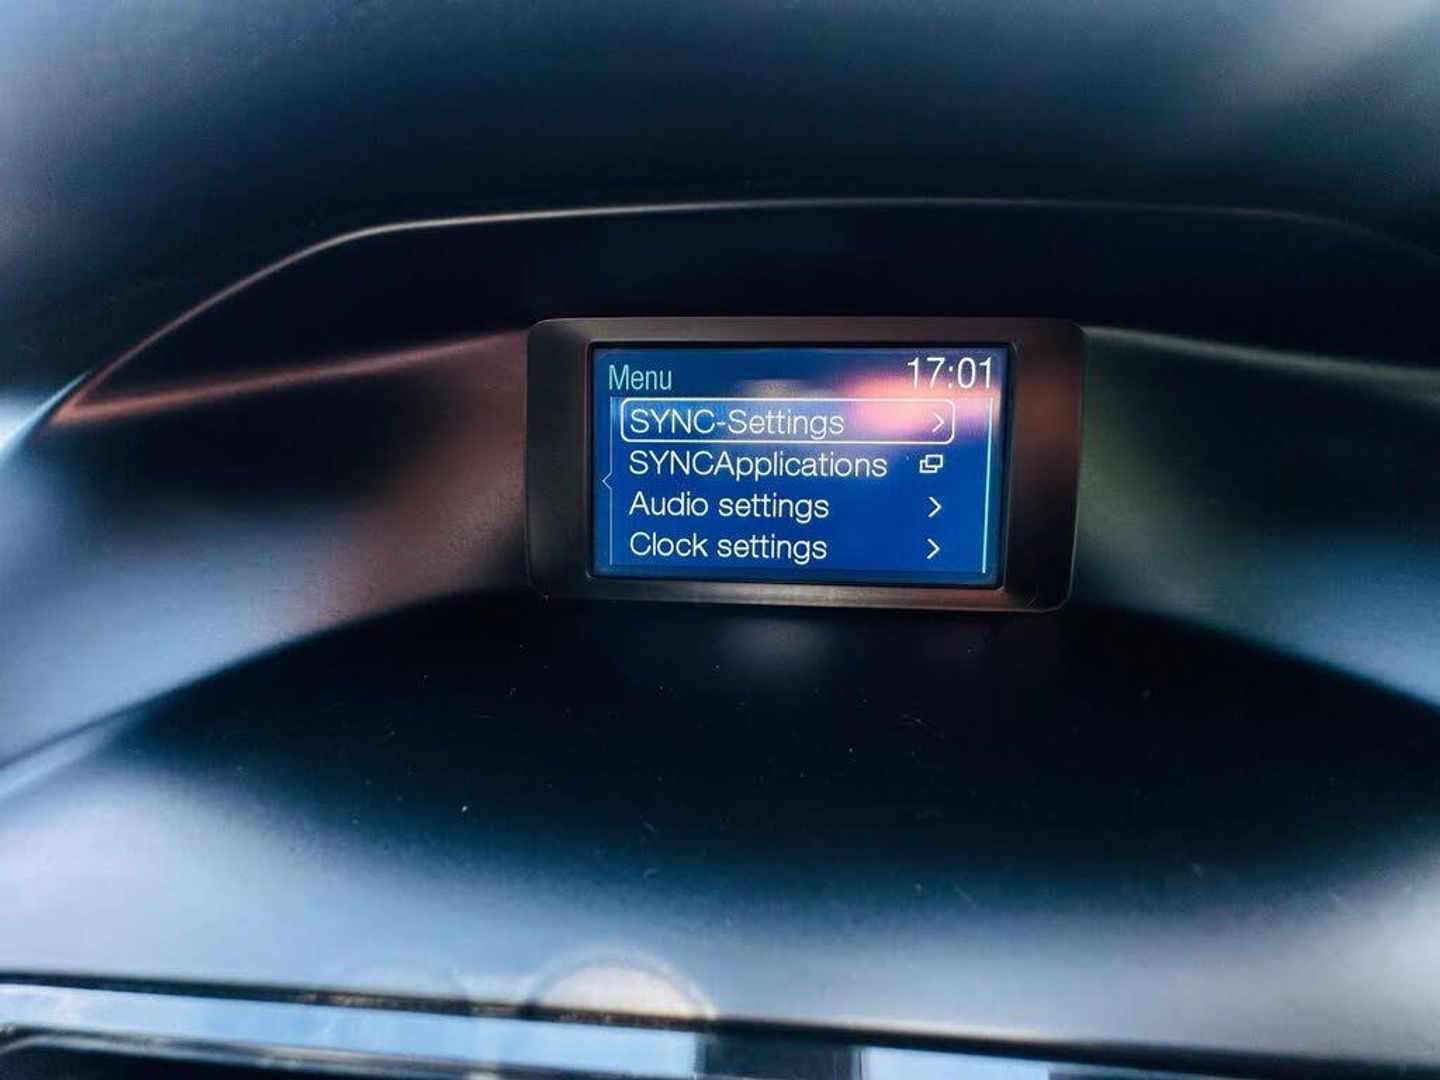 Menu 17:01
SYNC-Settings
SYNCApplications
Audio settings
Clock settings